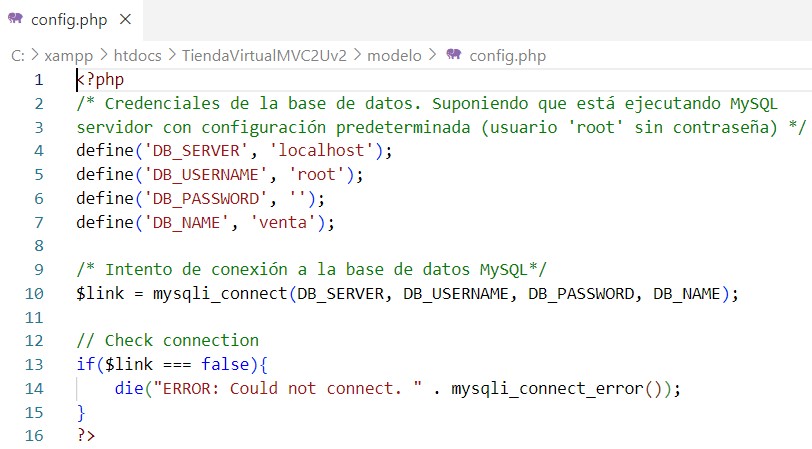 config.php ×
C: > xampp > htdocs > TiendaVirtualMVC2Uv2 > modelo > config.php
1 <?php
2 /* Credenciales de la base de datos. Suponiendo que está ejecutando MySQL
3 servidor con configuración predeterminada (usuario 'root' sin contraseña) */
4 define('DB_SERVER', 'localhost');
5 define('DB_USERNAME', 'root');
6 define('DB_PASSWORD', '');
7 define('DB_NAME', 'venta');
8
9 /* Intento de conexión a la base de datos MySQL*/
10 $link = mysqli_connect(DB_SERVER, DB_USERNAME, DB_PASSWORD, DB_NAME);
11
12 // Check connection
13 if($link === false){
14     die("ERROR: Could not connect. " . mysqli_connect_error());
15 }
16 ?>